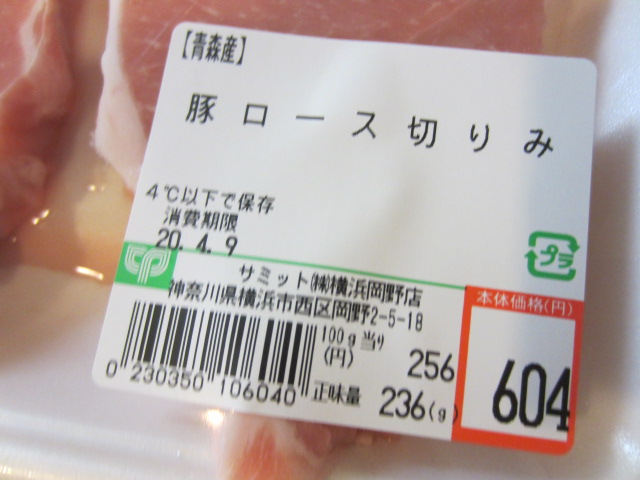 【青森産】
豚ロース切りみ
4℃以下で保存
消費期限
20.4.9
プラ
サミット㈱横浜岡野店
神奈川県横浜市西区岡野2-5-18
100g当り
(円) 256
正味量 236(g)
本体価格(円)
604
0 230350 106040